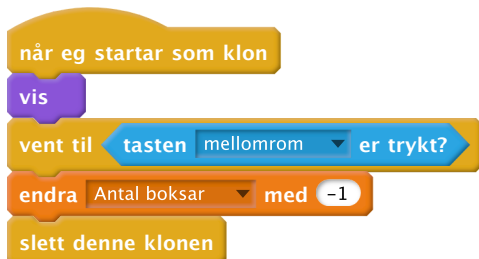 når eg startar som klon
vis
vent til tasten mellomrom er trykt?
endra Antal boksar med -1
slett denne klonen